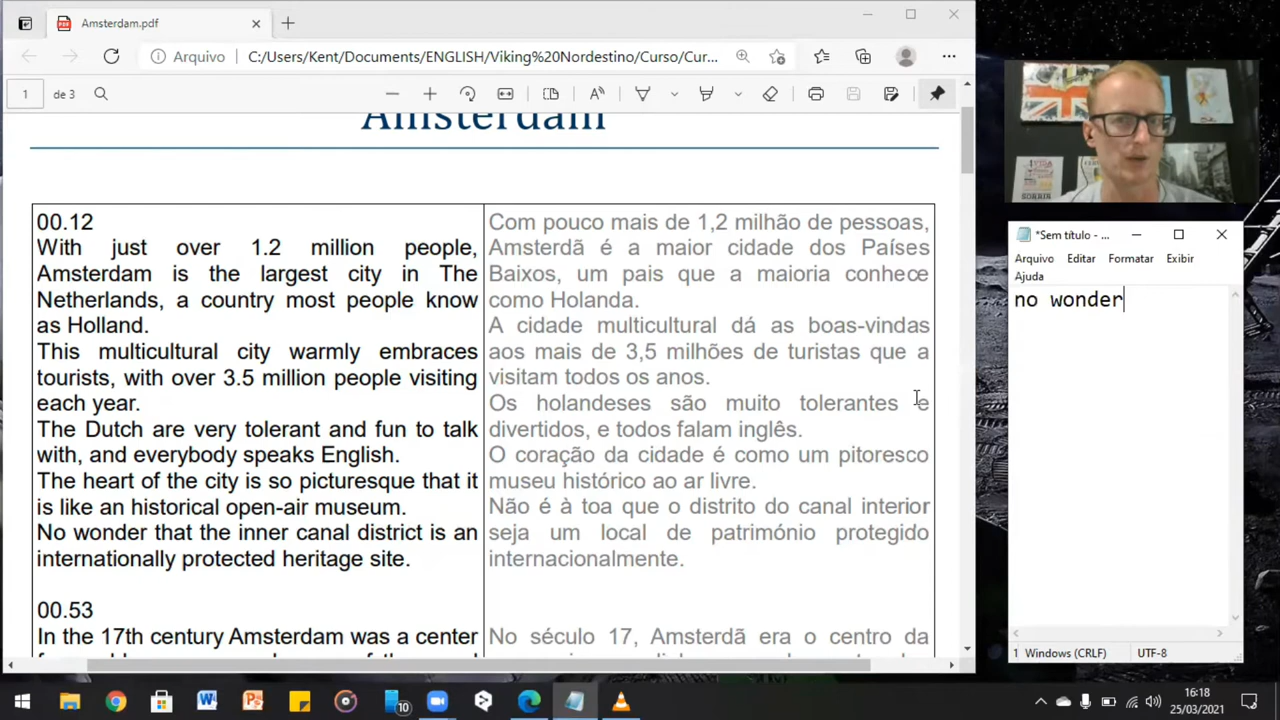 Amsterdam.pdf
Arquivo
C:/Users/Kent/Documents/ENGLISH/Viking%20Nordestino/Curso/Cur...
1
de 3
Amsterdam
00.12
With just over 1.2 million people,
Amsterdam is the largest city in The
Netherlands, a country most people know
as Holland.
This multicultural city warmly embraces
tourists, with over 3.5 million people visiting
each year.
The Dutch are very tolerant and fun to talk
with, and everybody speaks English.
The heart of the city is so picturesque that it
is like an historical open-air museum.
No wonder that the inner canal district is an
internationally protected heritage site.
00.53
In the 17th century Amsterdam was a center
Com pouco mais de 1,2 milhão de pessoas,
Amsterdã é a maior cidade dos Países
Baixos, um pais que a maioria conhece
como Holanda.
A cidade multicultural dá as boas-vindas
aos mais de 3,5 milhões de turistas que a
visitam todos os anos.
Os holandeses são muito tolerantes e
divertidos, e todos falam inglês.
O coração da cidade é como um pitoresco
museu histórico ao ar livre.
Não é à toa que o distrito do canal interior
seja um local de património protegido
internacionalmente.
No século 17, Amsterdã era o centro da
SORRIR
*Sem título - ...
Arquivo Editar Formatar Exibir
Ajuda
no wonder
1 Windows (CRLF) UTF-8
10
16:18
25/03/2021